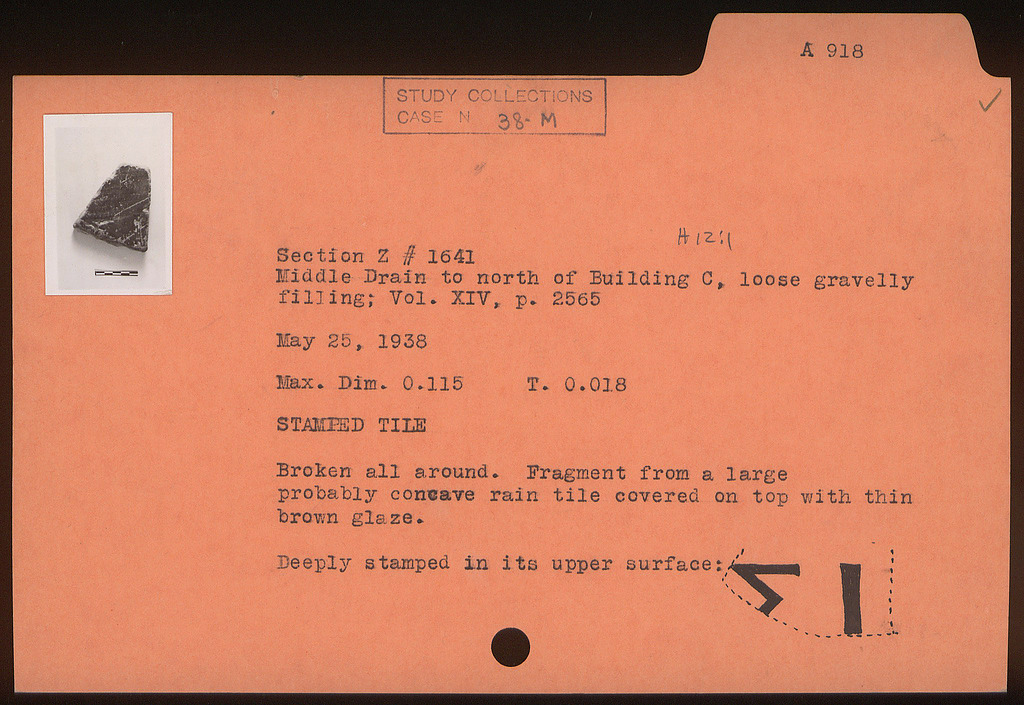 A 918
STUDY COLLECTIONS
CASE N 38-M
H 12:1
Section Z # 1641
Middle Drain to north of Building C, loose gravelly
filling; Vol. XIV, p. 2565
May 25, 1938
Max. Dim. 0.115 T. 0.018
STAMPED TILE
Broken all around. Fragment from a large
probably concave rain tile covered on top with thin
brown glaze.
Deeply stamped in its upper surface: